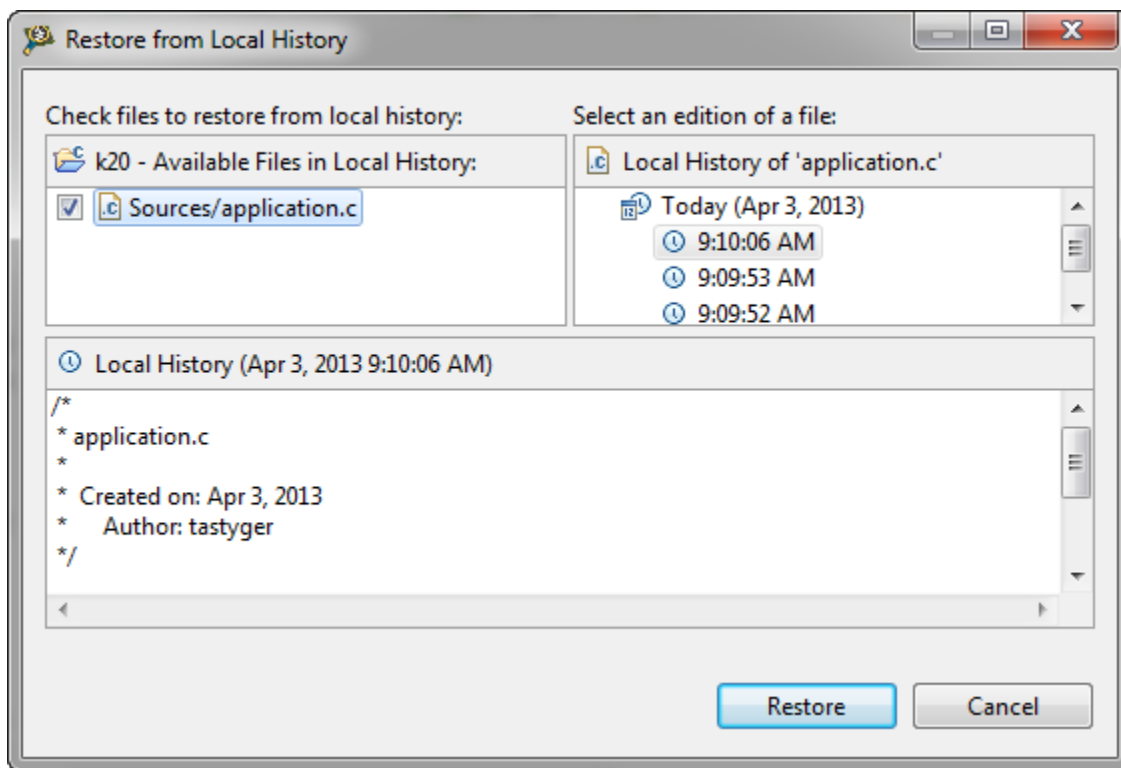 Restore from Local History
Check files to restore from local history:
Select an edition of a file:
k20 - Available Files in Local History:
Local History of 'application.c'
Sources/application.c
Today (Apr 3, 2013)
9:10:06 AM
9:09:53 AM
9:09:52 AM
Local History (Apr 3, 2013 9:10:06 AM)
/*
* application.c
*
*  Created on: Apr 3, 2013
*      Author: tastyger
*/
Restore
Cancel